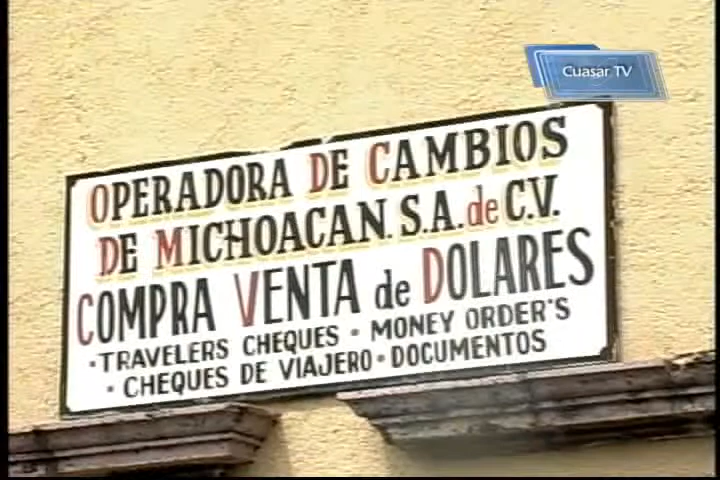 Cuasar TV
OPERADORA DE CAMBIOS
DE MICHOACAN. S.A. de C.V.
COMPRA VENTA de DOLARES
•TRAVELERS CHEQUES • MONEY ORDER'S
• CHEQUES DE VIAJERO • DOCUMENTOS